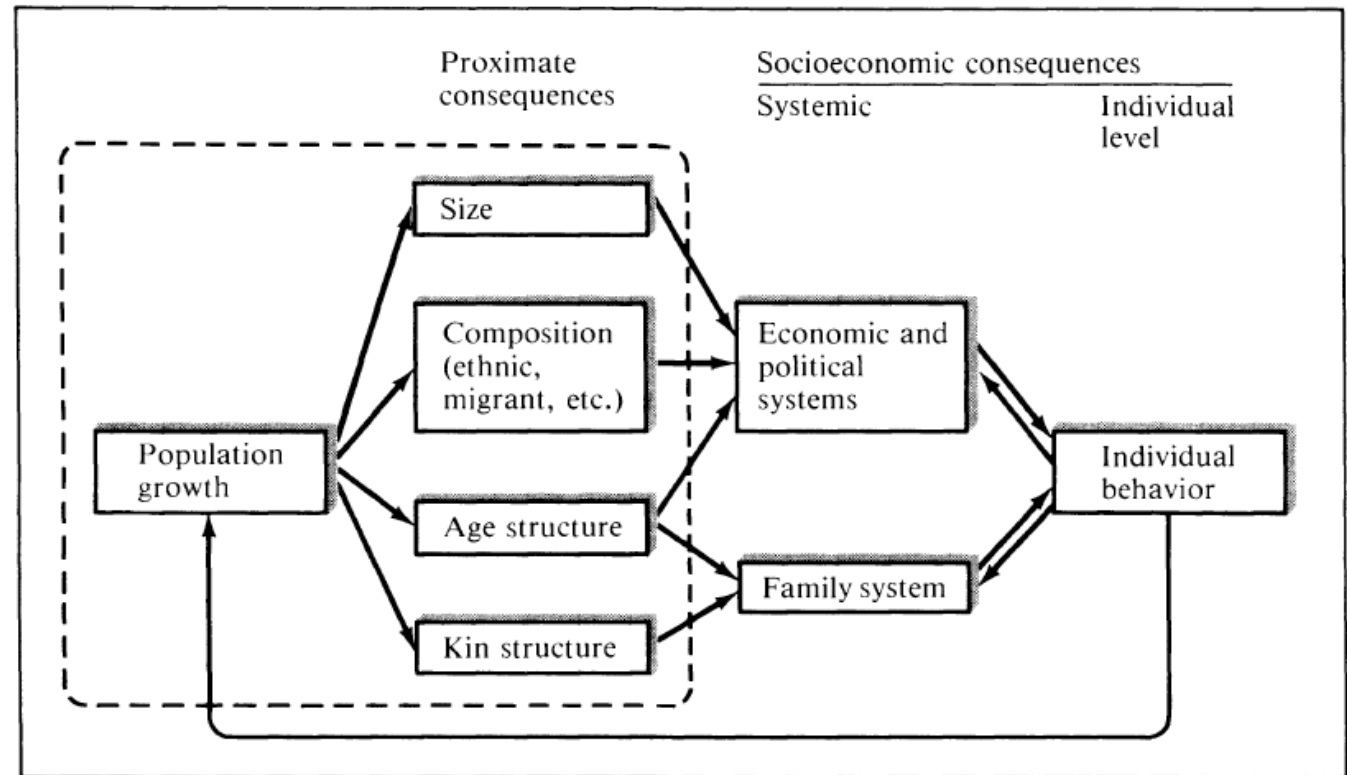 Proximate
consequences
Socioeconomic consequences
Systemic
Individual
level
Size
Composition
(ethnic,
migrant, etc.)
Economic and
political
systems
Population
growth
Individual
behavior
Age structure
Family system
Kin structure